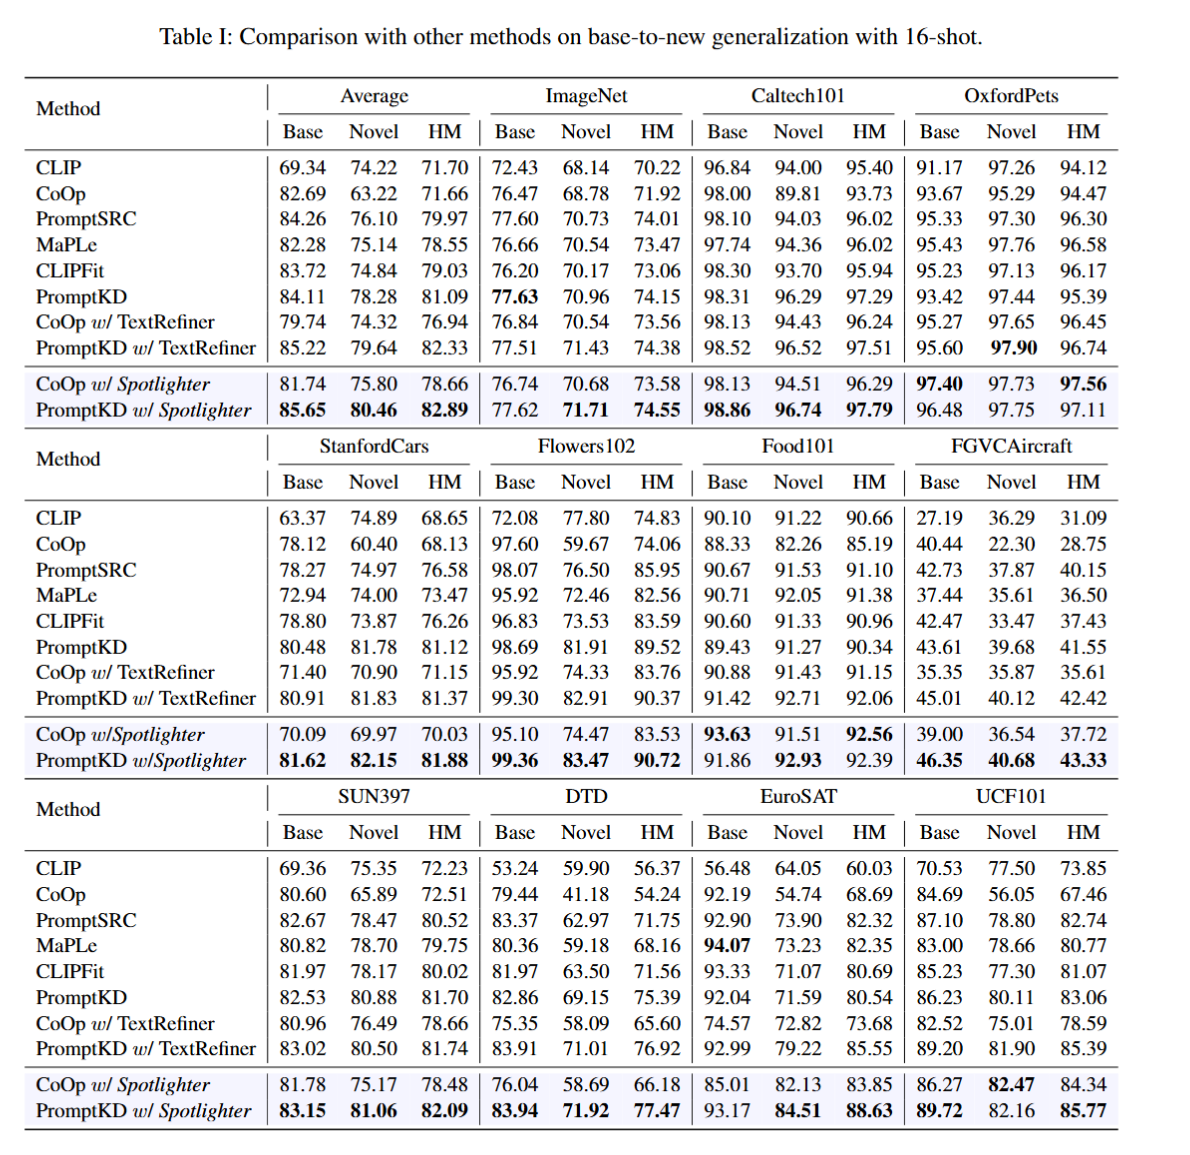 Table I: Comparison with other methods on base-to-new generalization with 16-shot.
Method Average ImageNet Caltech101 OxfordPets
Base Novel HM Base Novel HM Base Novel HM Base Novel HM
CLIP 69.34 74.22 71.70 72.43 68.14 70.22 96.84 94.00 95.40 91.17 97.26 94.12
CoOp 82.69 63.22 71.66 76.47 68.78 71.92 98.00 89.81 93.73 93.67 95.29 94.47
PromptSRC 84.26 76.10 79.97 77.60 70.73 74.01 98.10 94.03 96.02 95.33 97.30 96.30
MaPLe 82.28 75.14 78.55 76.66 70.54 73.47 97.74 94.36 96.02 95.43 97.76 96.58
CLIPFit 83.72 74.84 79.03 76.20 70.17 73.06 98.30 93.70 95.94 95.23 97.13 96.17
PromptKD 84.11 78.28 81.09 77.63 70.96 74.15 98.31 96.29 97.29 93.42 97.44 95.39
CoOp w/ TextRefiner 79.74 74.32 76.94 76.84 70.54 73.56 98.13 94.43 96.24 95.27 97.65 96.45
PromptKD w/ TextRefiner 85.22 79.64 82.33 77.51 71.43 74.38 98.52 96.52 97.51 95.60 97.90 96.74
CoOp w/ Spotlighter 81.74 75.80 78.66 76.74 70.68 73.58 98.13 94.51 96.29 97.40 97.73 97.56
PromptKD w/ Spotlighter 85.65 80.46 82.89 77.62 71.71 74.55 98.86 96.74 97.79 96.48 97.75 97.11
Method StanfordCars Flowers102 Food101 FGVCAircraft
Base Novel HM Base Novel HM Base Novel HM Base Novel HM
CLIP 63.37 74.89 68.65 72.08 77.80 74.83 90.10 91.22 90.66 27.19 36.29 31.09
CoOp 78.12 60.40 68.13 97.60 59.67 74.06 88.33 82.26 85.19 40.44 22.30 28.75
PromptSRC 78.27 74.97 76.58 98.07 76.50 85.95 90.67 91.53 91.10 42.73 37.87 40.15
MaPLe 72.94 74.00 73.47 95.92 72.46 82.56 90.71 92.05 91.38 37.44 35.61 36.50
CLIPFit 78.80 73.87 76.26 96.83 73.53 83.59 90.60 91.33 90.96 42.47 33.47 37.43
PromptKD 80.48 81.78 81.12 98.69 81.91 89.52 89.43 91.27 90.34 43.61 39.68 41.55
CoOp w/ TextRefiner 71.40 70.90 71.15 95.92 74.33 83.76 90.88 91.43 91.15 35.35 35.87 35.61
PromptKD w/ TextRefiner 80.91 81.83 81.37 99.30 82.91 90.37 91.42 92.71 92.06 45.01 40.12 42.42
CoOp w/Spotlighter 70.09 69.97 70.03 95.10 74.47 83.53 93.63 91.51 92.56 39.00 36.54 37.72
PromptKD w/Spotlighter 81.62 82.15 81.88 99.36 83.47 90.72 91.86 92.93 92.39 46.35 40.68 43.33
Method SUN397 DTD EuroSAT UCF101
Base Novel HM Base Novel HM Base Novel HM Base Novel HM
CLIP 69.36 75.35 72.23 53.24 59.90 56.37 56.48 64.05 60.03 70.53 77.50 73.85
CoOp 80.60 65.89 72.51 79.44 41.18 54.24 92.19 54.74 68.69 84.69 56.05 67.46
PromptSRC 82.67 78.47 80.52 83.37 62.97 71.75 92.90 73.90 82.32 87.10 78.80 82.74
MaPLe 80.82 78.70 79.75 80.36 59.18 68.16 94.07 73.23 82.35 83.00 78.66 80.77
CLIPFit 81.97 78.17 80.02 81.97 63.50 71.56 93.33 71.07 80.69 85.23 77.30 81.07
PromptKD 82.53 80.88 81.70 82.86 69.15 75.39 92.04 71.59 80.54 86.23 80.11 83.06
CoOp w/ TextRefiner 80.96 76.49 78.66 75.35 58.09 65.60 74.57 72.82 73.68 82.52 75.01 78.59
PromptKD w/ TextRefiner 83.02 80.50 81.74 83.91 71.01 76.92 92.99 79.22 85.55 89.20 81.90 85.39
CoOp w/ Spotlighter 81.78 75.17 78.48 76.04 58.69 66.18 85.01 82.13 83.85 86.27 82.47 84.34
PromptKD w/ Spotlighter 83.15 81.06 82.09 83.94 71.92 77.47 93.17 84.51 88.63 89.72 82.16 85.77